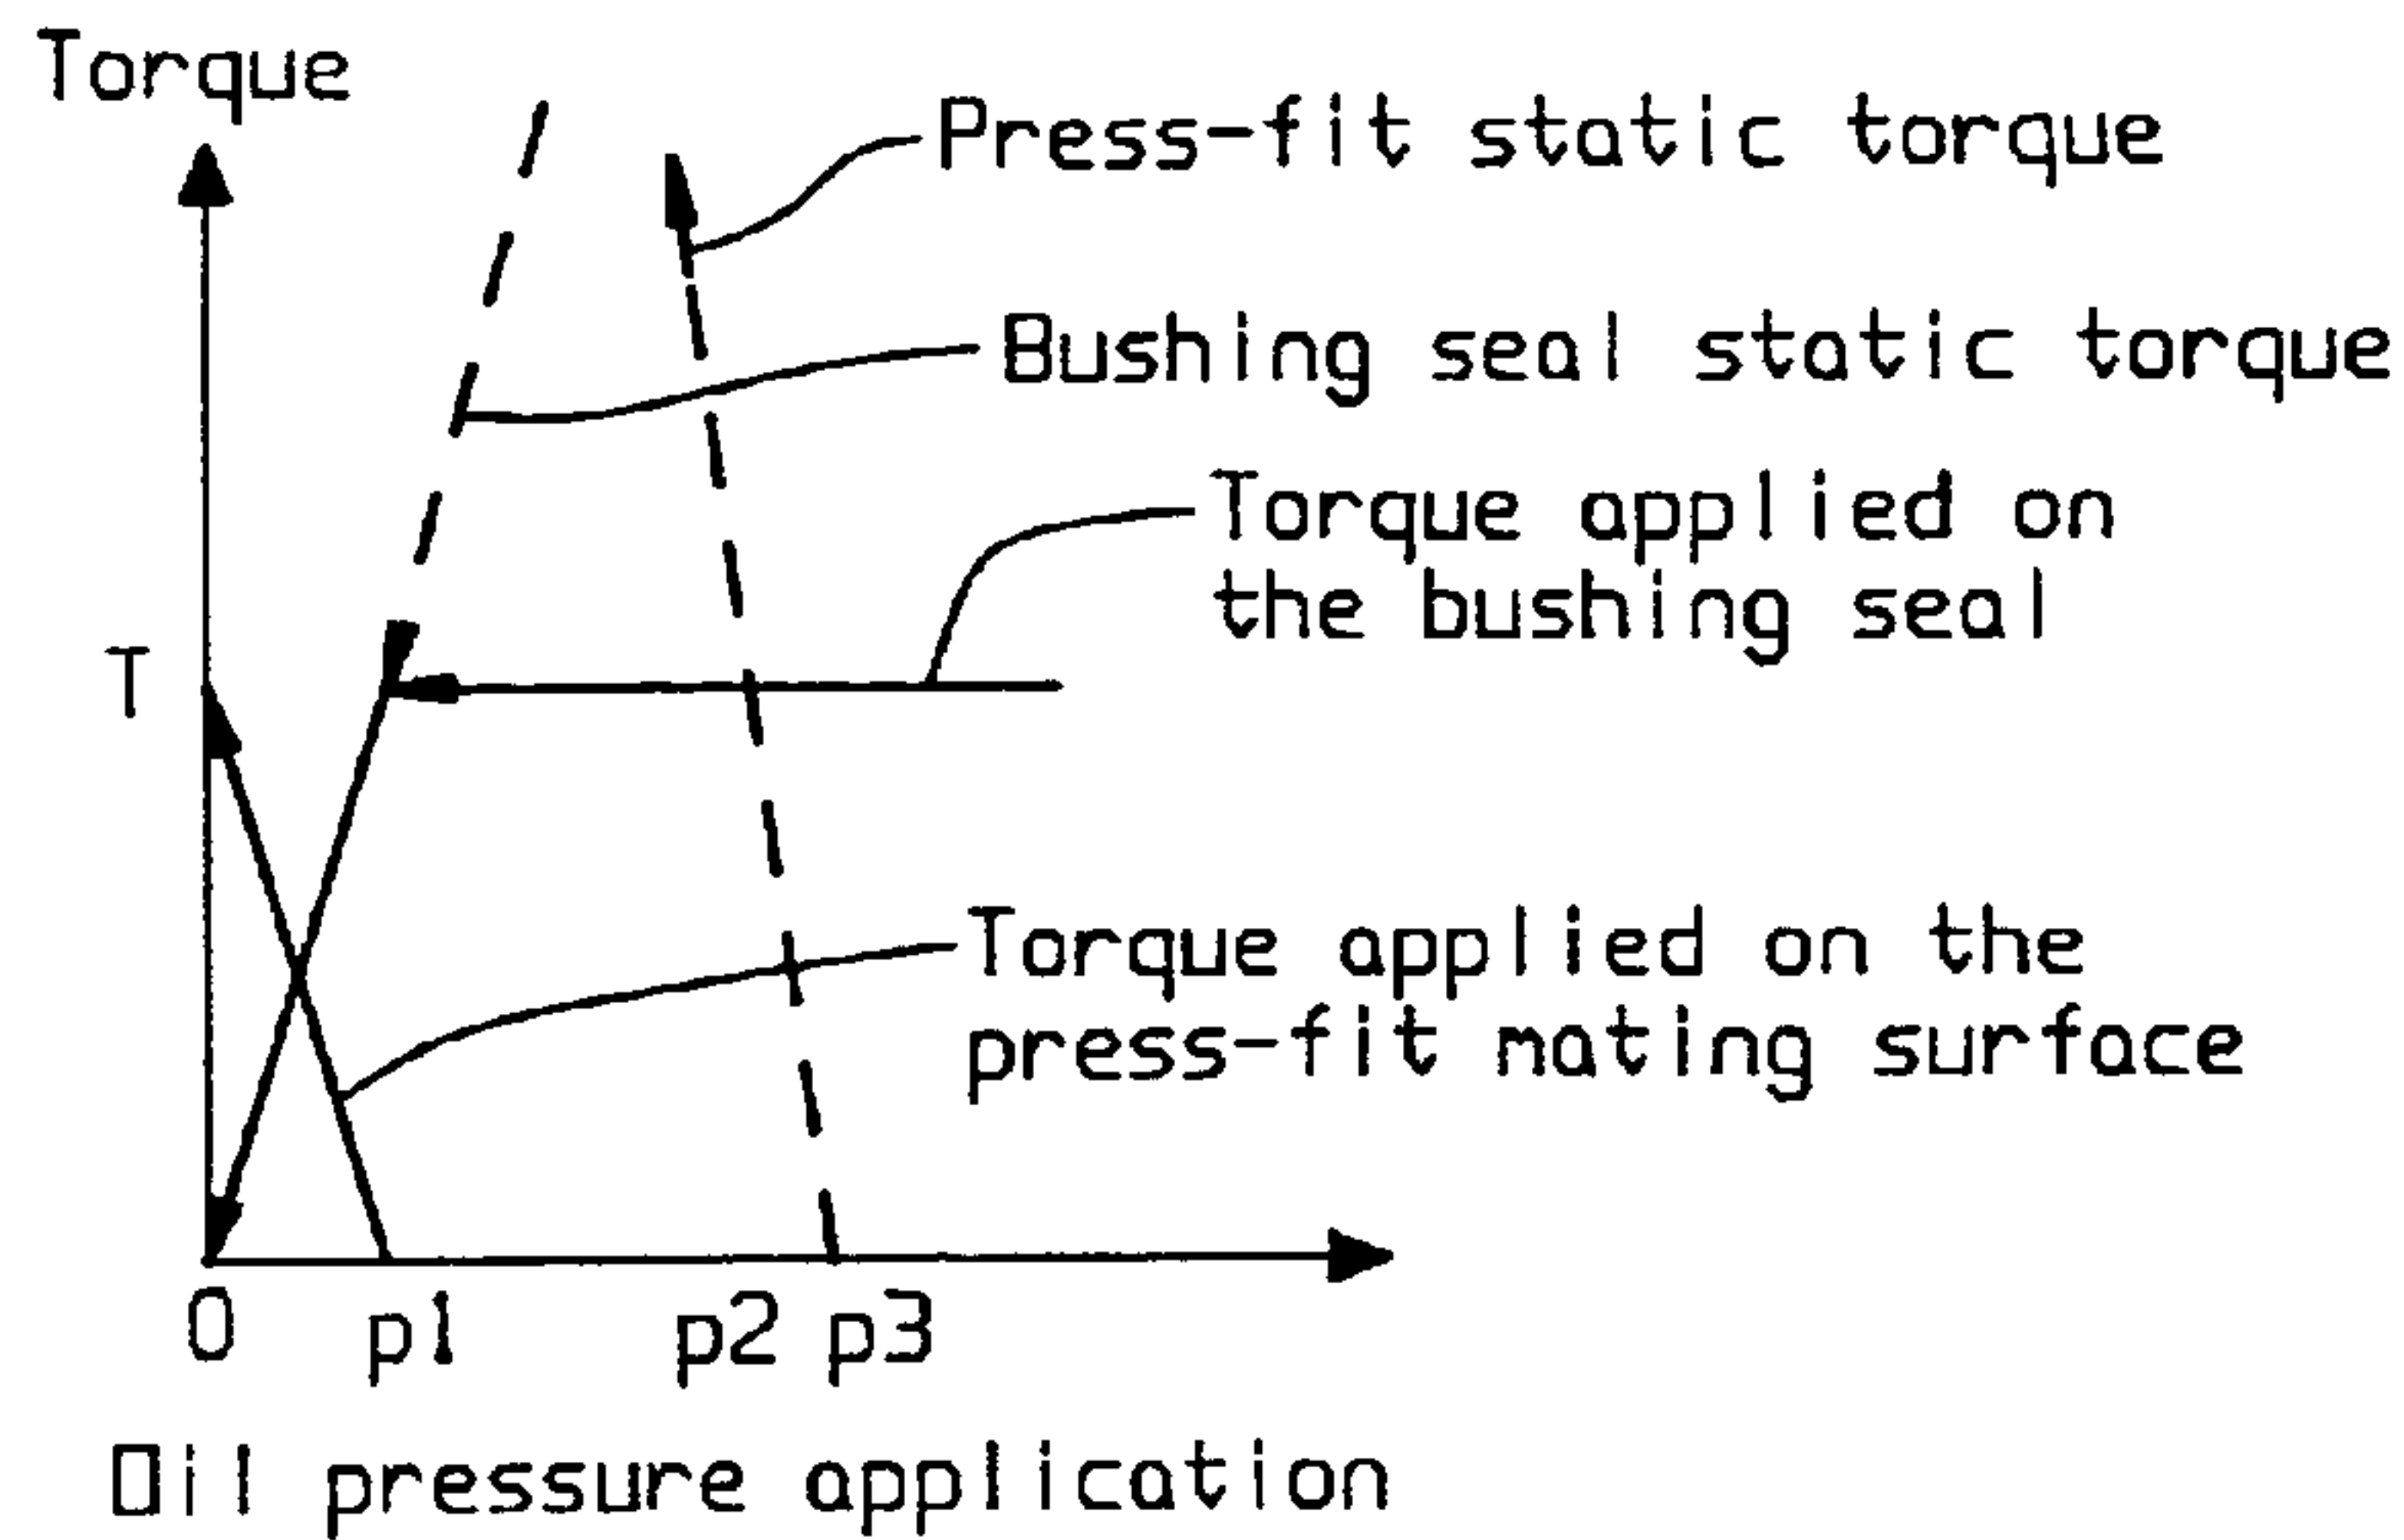 Torque
Press-fit static torque
Bushing seal static torque
Torque applied on
the bushing seal
T
Torque applied on the
press-fit mating surface
0 p1 p2 p3
Oil pressure application